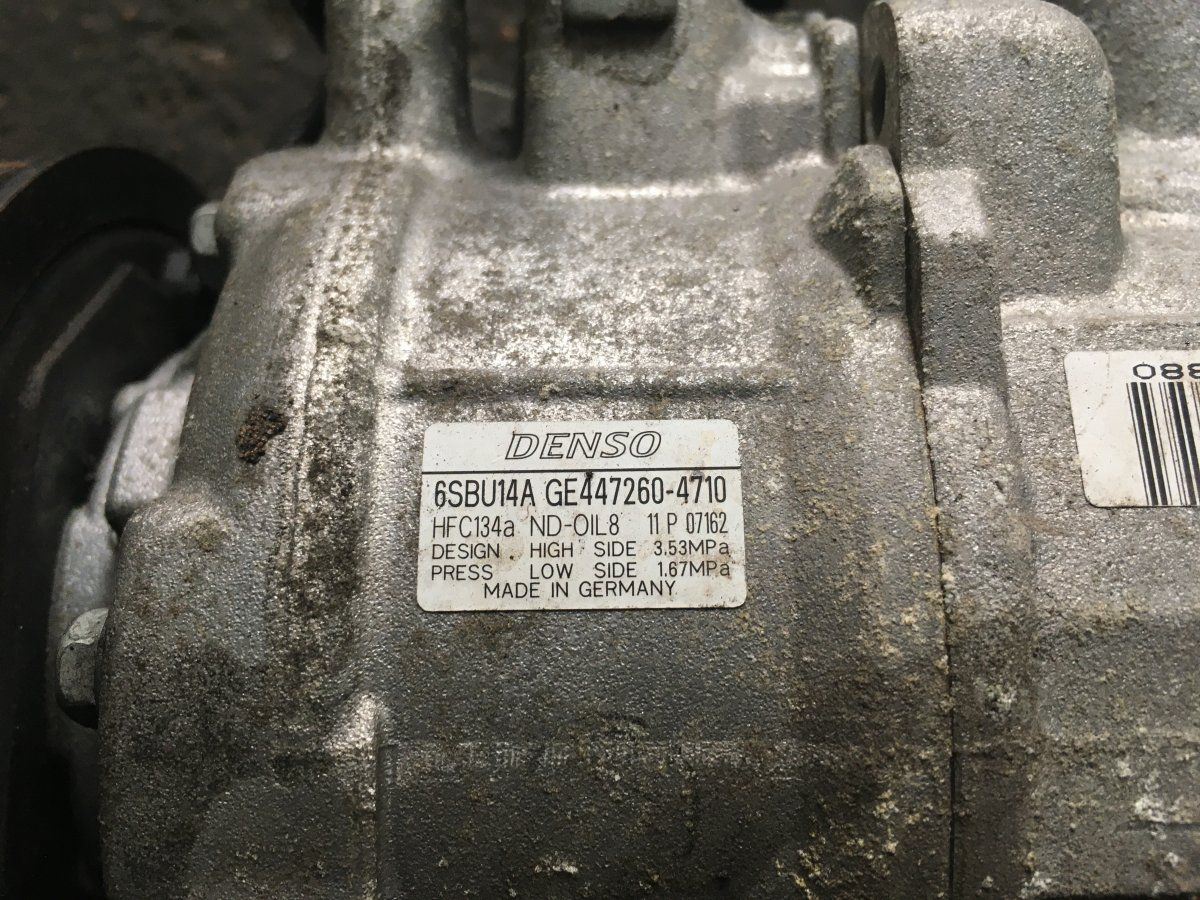 DENSO
6SBU14A GE447260-4710
HFC134a ND-OIL8 11 P 07162
DESIGN HIGH SIDE 3.53MPa
PRESS LOW SIDE 1.67MPa
MADE IN GERMANY